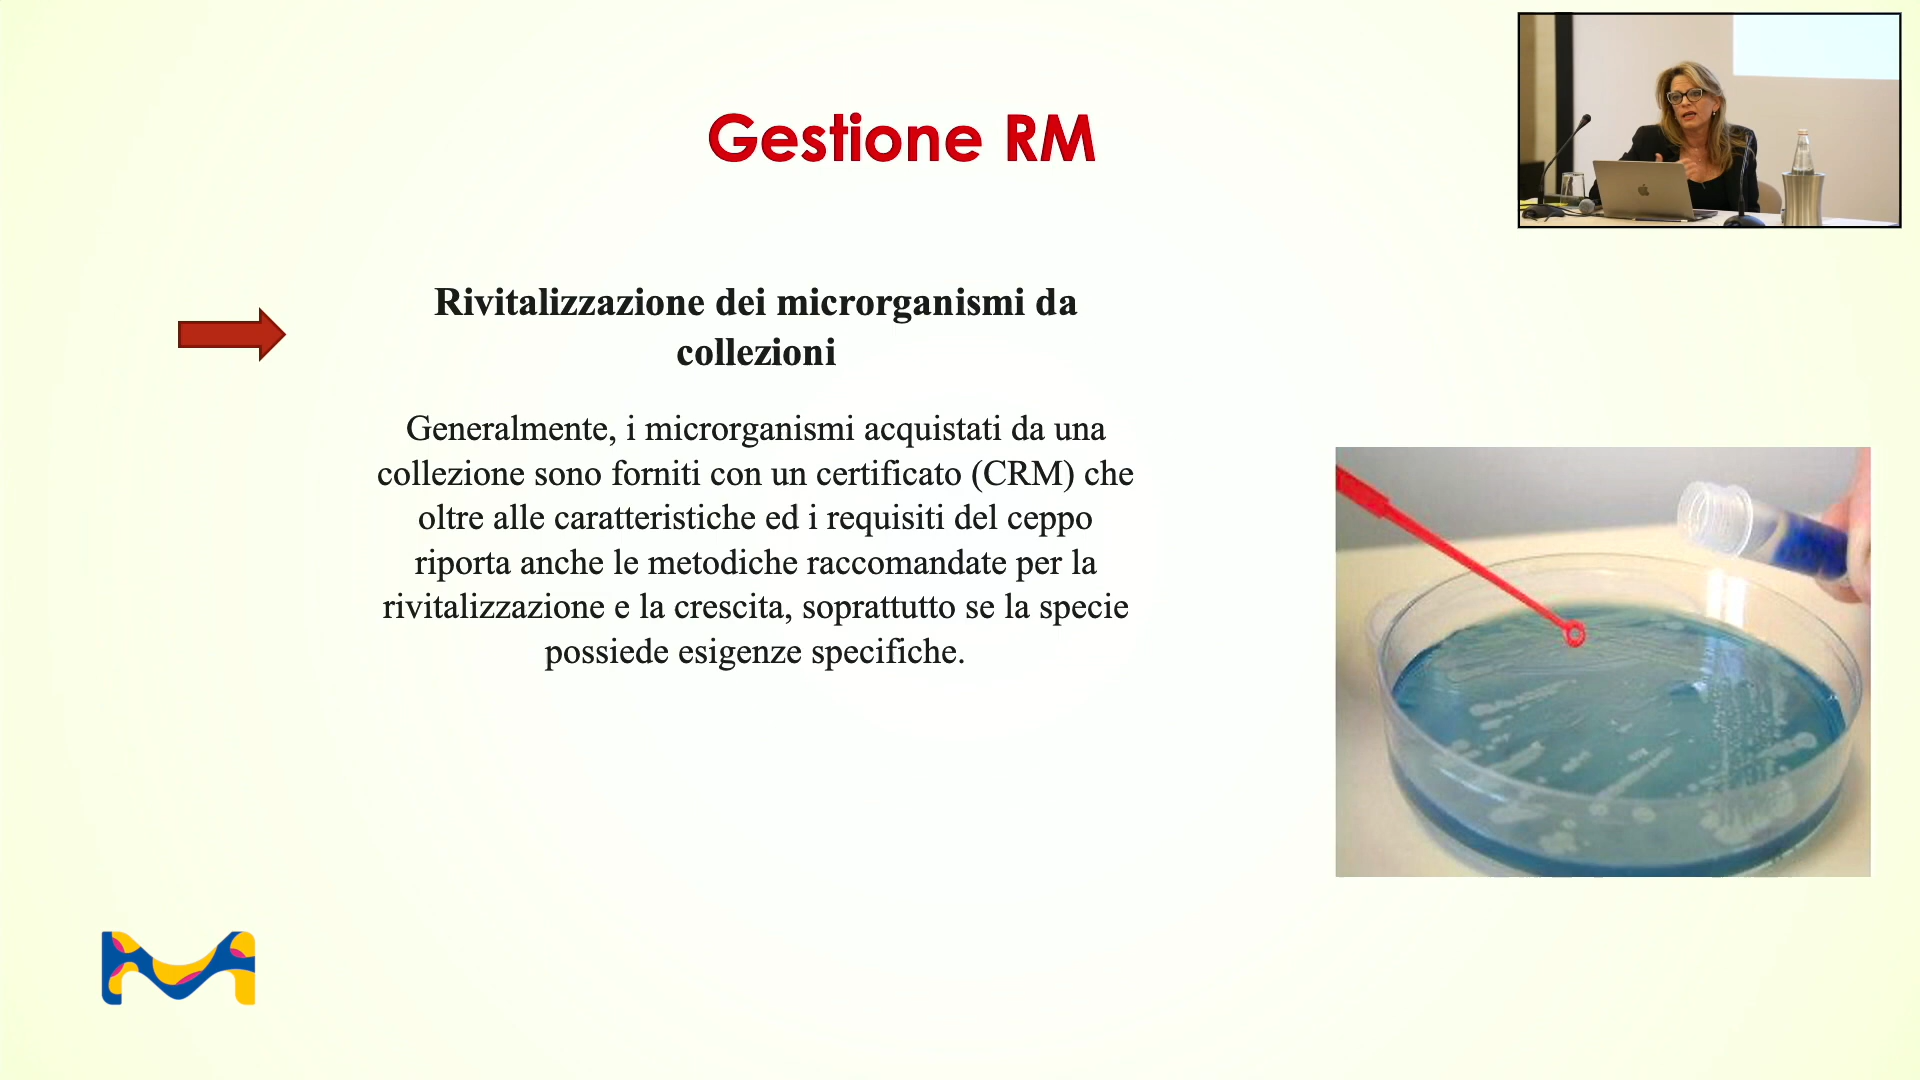 Gestione RM
Rivitalizzazione dei microrganismi da
collezioni
Generalmente, i microrganismi acquistati da una
collezione sono forniti con un certificato (CRM) che
oltre alle caratteristiche ed i requisiti del ceppo
riporta anche le metodiche raccomandate per la
rivitalizzazione e la crescita, soprattutto se la specie
possiede esigenze specifiche.